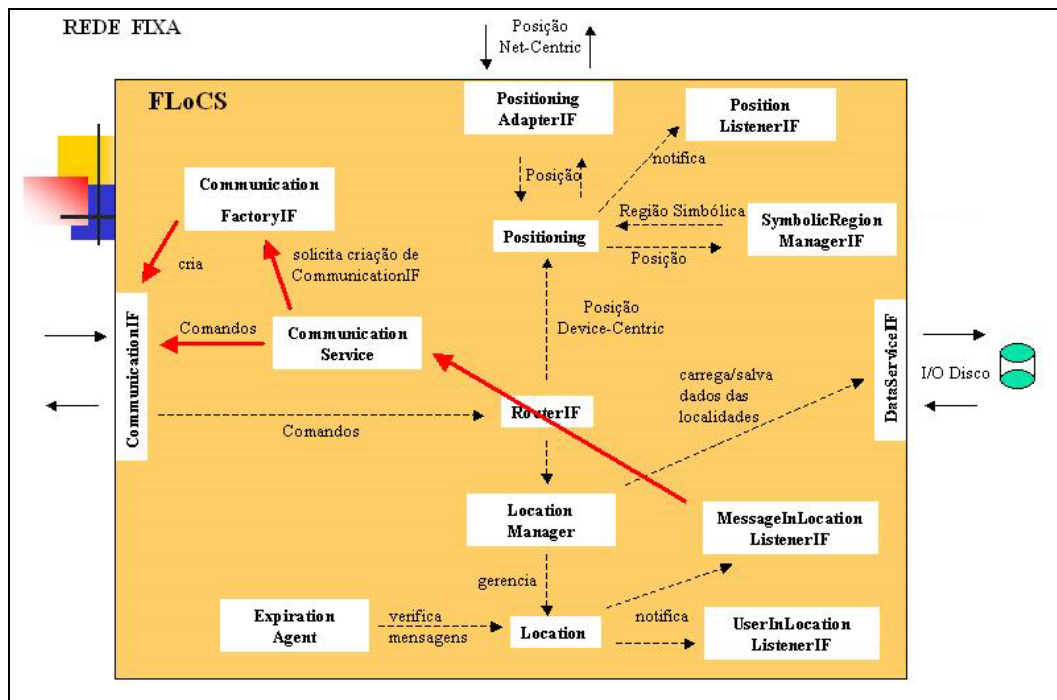 REDE FIXA
Posição
Net-Centric
FLoCS
Positioning
AdapterIF
Position
ListenerIF
notifica
Posição
Communication
FactoryIF
Região Simbólica
Positioning
SymbolicRegion
ManagerIF
Posição
cria
solicita criação de
CommunicationIF
Posição
Device-Centric
CommunicationIF
Comandos
Communication
Service
DataServiceIF
I/O Disco
carrega/salva
dados das
localidades
RouterIF
Comandos
Location
Manager
MessageInLocation
ListenerIF
gerencia
Expiration
Agent
verifica
mensagens
Location
notifica
UserInLocation
ListenerIF